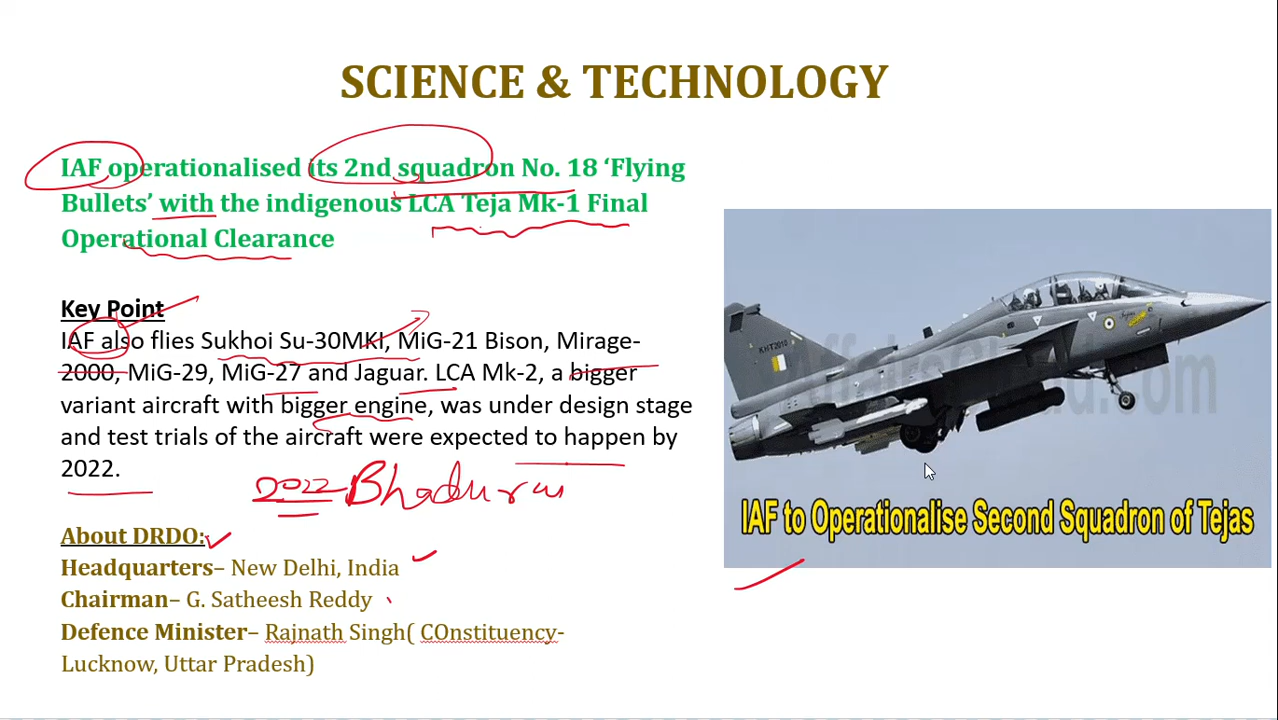 SCIENCE & TECHNOLOGY
IAF operationalised its 2nd squadron No. 18 ‘Flying
Bullets’ with the indigenous LCA Teja Mk-1 Final
Operational Clearance
Key Point
IAF also flies Sukhoi Su-30MKI, MiG-21 Bison, Mirage-
2000, MiG-29, MiG-27 and Jaguar. LCA Mk-2, a bigger
variant aircraft with bigger engine, was under design stage
and test trials of the aircraft were expected to happen by
2022.
2022 Bhaduras
About DRDO:
Headquarters– New Delhi, India
Chairman– G. Satheesh Reddy
Defence Minister– Rajnath Singh( COnstituency-
Lucknow, Uttar Pradesh)
KHT2010
IAF to Operationalise Second Squadron of Tejas